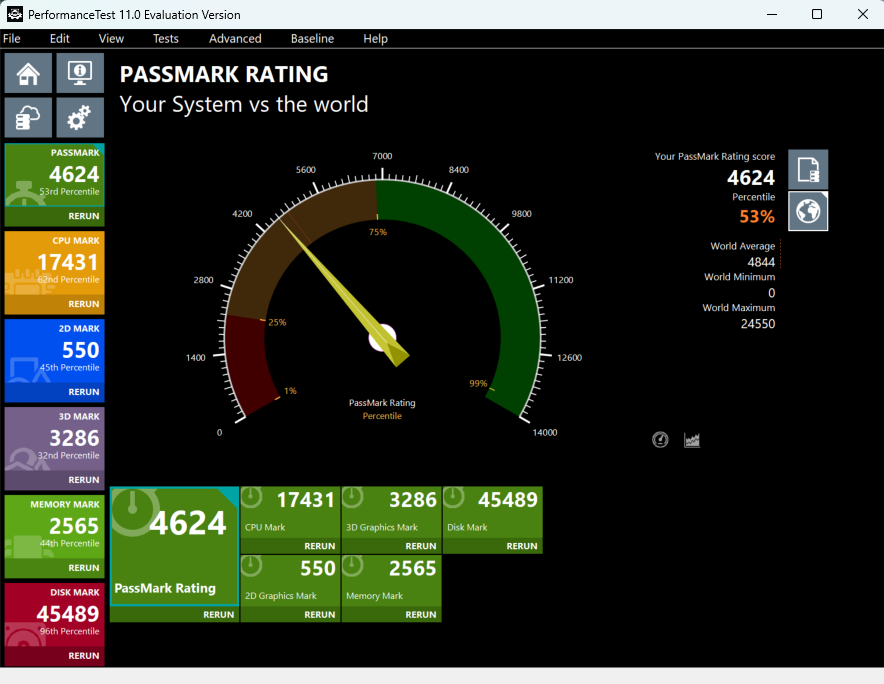 PerformanceTest 11.0 Evaluation Version
File Edit View Tests Advanced Baseline Help
PASSMARK RATING
Your System vs the world
PASSMARK
4624
53rd Percentile
RERUN
CPU MARK
17431
62nd Percentile
RERUN
2D MARK
550
45th Percentile
RERUN
3D MARK
3286
32nd Percentile
RERUN
MEMORY MARK
2565
44th Percentile
RERUN
DISK MARK
45489
96th Percentile
RERUN
0
1400
2800
4200
5600
7000
8400
9800
11200
12600
14000
1%
25%
75%
99%
PassMark Rating
Percentile
Your PassMark Rating score
4624
Percentile
53%
World Average
4844
World Minimum
0
World Maximum
24550
4624
PassMark Rating
RERUN
17431
CPU Mark
RERUN
3286
3D Graphics Mark
RERUN
45489
Disk Mark
RERUN
550
2D Graphics Mark
RERUN
2565
Memory Mark
RERUN